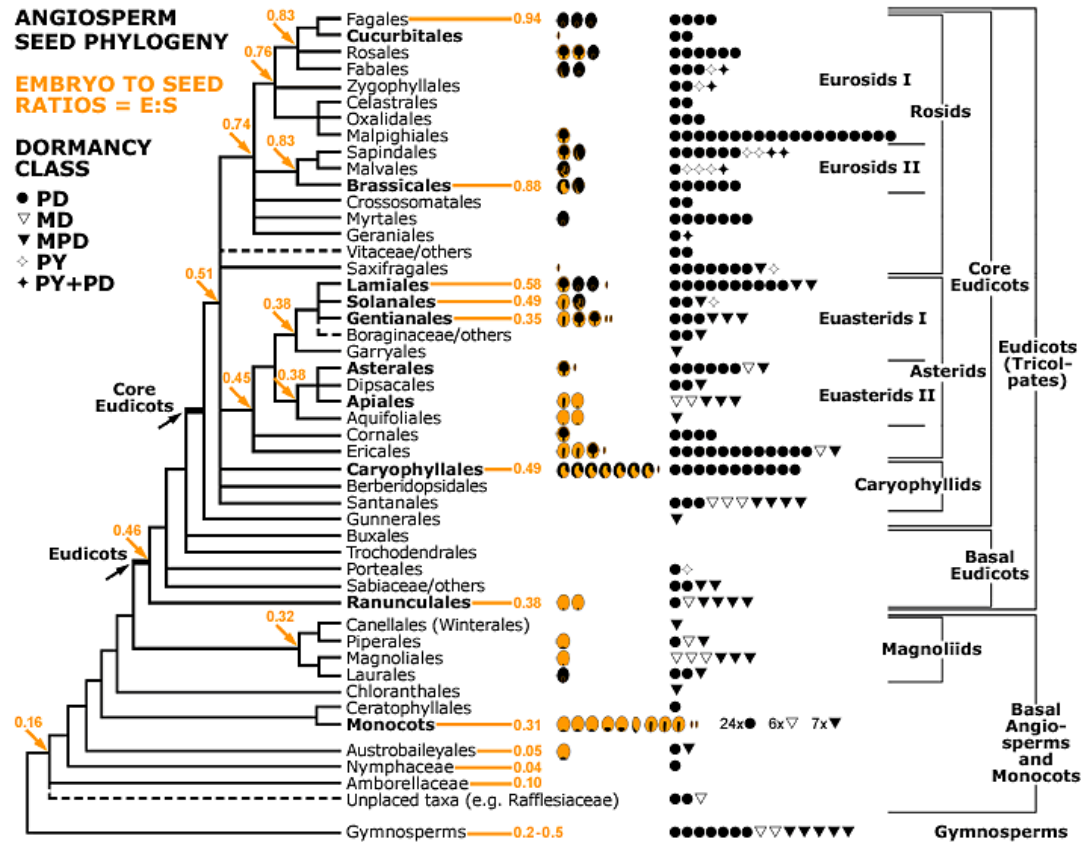 ANGIOSPERM
SEED PHYLOGENY
EMBRYO TO SEED
RATIOS = E:S
DORMANCY
CLASS
PD
MD
MPD
PY
PY+PD
0.83
0.76
0.74
0.83
0.51
0.38
0.38
0.45
Core
Eudicots
0.46
Eudicots
0.32
0.16
Fagales 0.94
Cucurbitales
Rosales
Fabales
Zygophyllales
Celastrales
Oxalidales
Malpighiales
Sapindales
Malvales
Brassicales 0.88
Crossosomatales
Myrtales
Geraniales
Vitaceae/others
Saxifragales
Lamiales 0.58
Solanales 0.49
Gentianales 0.35
Boraginaceae/others
Garryales
Asterales
Dipsacales
Apiales
Aquifoliales
Cornales
Ericales
Caryophyllales 0.49
Berberidopsidales
Santanales
Gunnerales
Buxales
Trochodendrales
Porteales
Sabiaceae/others
Ranunculales 0.38
Canellales (Winterales)
Piperales
Magnoliales
Laurales
Chloranthales
Ceratophyllales
Monocots 0.31 24x 6x 7x
Austrobaileyales 0.05
Nymphaceae 0.04
Amborellaceae 0.10
Unplaced taxa (e.g. Rafflesiaceae)
Gymnosperms 0.2-0.5
Eurosids I
Rosids
Eurosids II
Core
Eudicots
Euasterids I
Asterids
Euasterids II
Eudicots
(Tricol-
pates)
Caryophyllids
Basal
Eudicots
Magnoliids
Basal
Angio-
sperms
and
Monocots
Gymnosperms